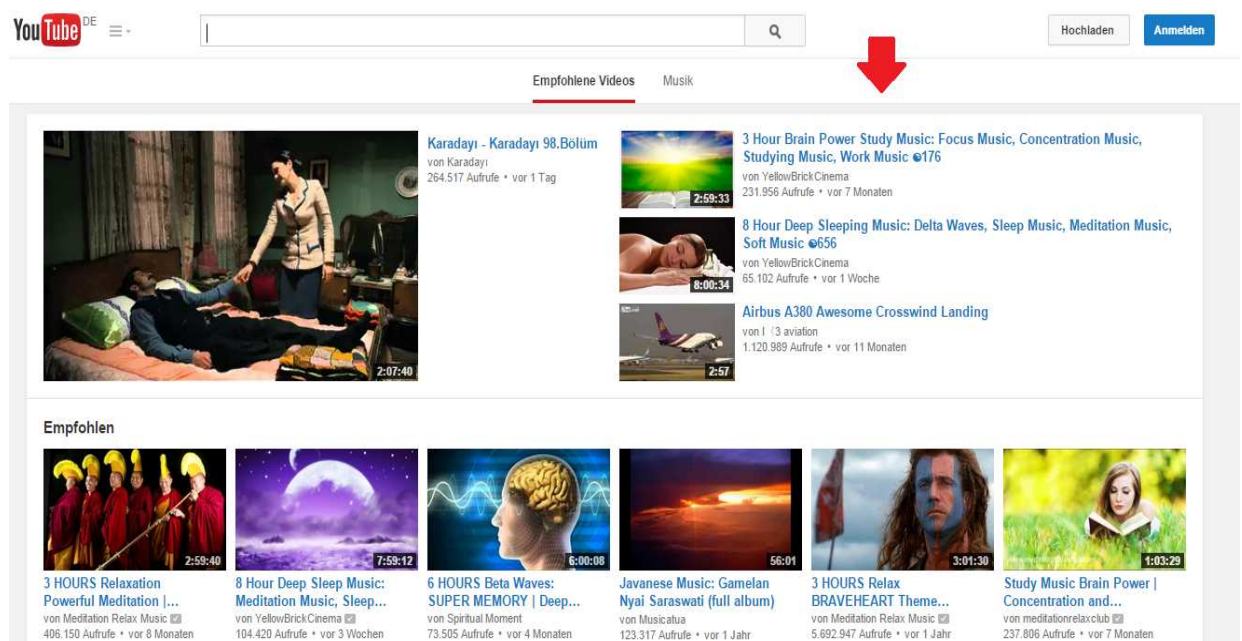 YouTube DE
Hochladen
Anmelden
Empfohlene Videos
Musik
2:07:40
Karadayı - Karadayı 98.Bölüm
von Karadayı
264.517 Aufrufe • vor 1 Tag
2:59:33
3 Hour Brain Power Study Music: Focus Music, Concentration Music,
Studying Music, Work Music ☯176
von YellowBrickCinema
231.956 Aufrufe • vor 7 Monaten
8:00:34
8 Hour Deep Sleeping Music: Delta Waves, Sleep Music, Meditation Music,
Soft Music ☯656
von YellowBrickCinema
65.102 Aufrufe • vor 1 Woche
2:57
Airbus A380 Awesome Crosswind Landing
von I 〈3 aviation
1.120.989 Aufrufe • vor 11 Monaten
Empfohlen
2:59:40
3 HOURS Relaxation
Powerful Meditation |...
von Meditation Relax Music
406.150 Aufrufe • vor 8 Monaten
7:59:12
8 Hour Deep Sleep Music:
Meditation Music, Sleep...
von YellowBrickCinema
104.420 Aufrufe • vor 3 Wochen
6:00:08
6 HOURS Beta Waves:
SUPER MEMORY | Deep...
von Spiritual Moment
73.505 Aufrufe • vor 4 Monaten
56:01
Javanese Music: Gamelan
Nyai Saraswati (full album)
von Musicatua
123.317 Aufrufe • vor 1 Jahr
3:01:30
3 HOURS Relax
BRAVEHEART Theme...
von Meditation Relax Music
5.692.947 Aufrufe • vor 1 Jahr
1:03:29
Study Music Brain Power |
Concentration and...
von meditationrelaxclub
237.806 Aufrufe • vor 7 Monaten